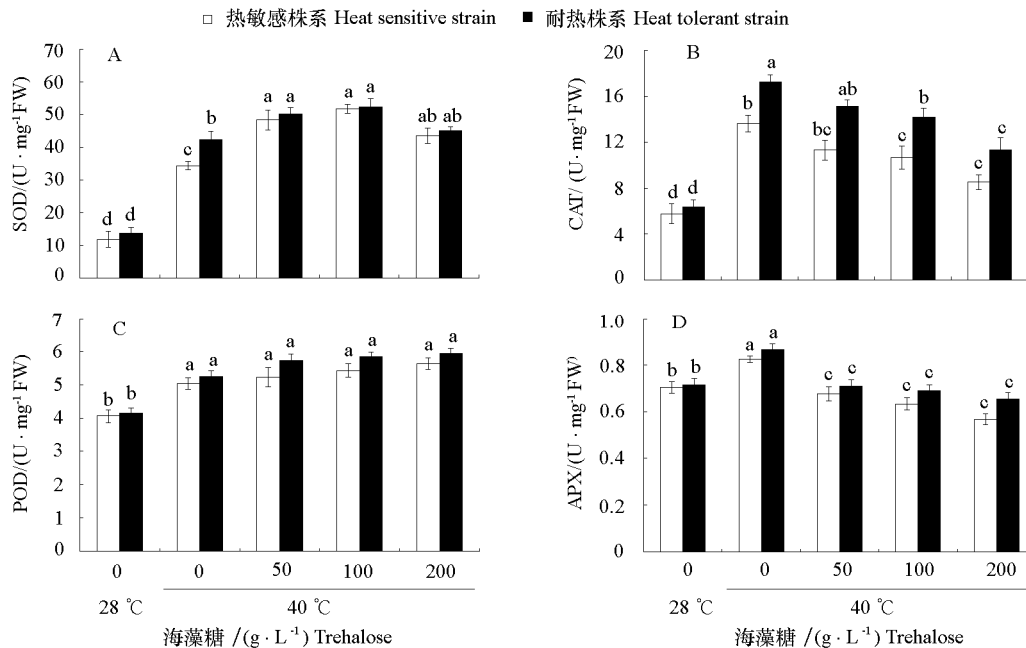 热敏感株系 Heat sensitive strain 耐热株系 Heat tolerant strain
A
SOD/(U·mg⁻¹FW)
70
60
50
40
30
20
10
0
d d c b a a a a ab ab
B
CAT/ (U·mg⁻¹FW)
20
16
12
8
4
0
d d b a bc ab c b c c
C
POD/(U·mg⁻¹FW)
7
6
5
4
3
2
1
0
b b a a a a a a a a
0 0 50 100 200
28 ℃ 40 ℃
海藻糖 /(g·L⁻¹) Trehalose
D
APX/(U·mg⁻¹FW)
1.0
0.8
0.6
0.4
0.2
0
b b a a c c c c c c
0 0 50 100 200
28 ℃ 40 ℃
海藻糖 /(g·L⁻¹) Trehalose